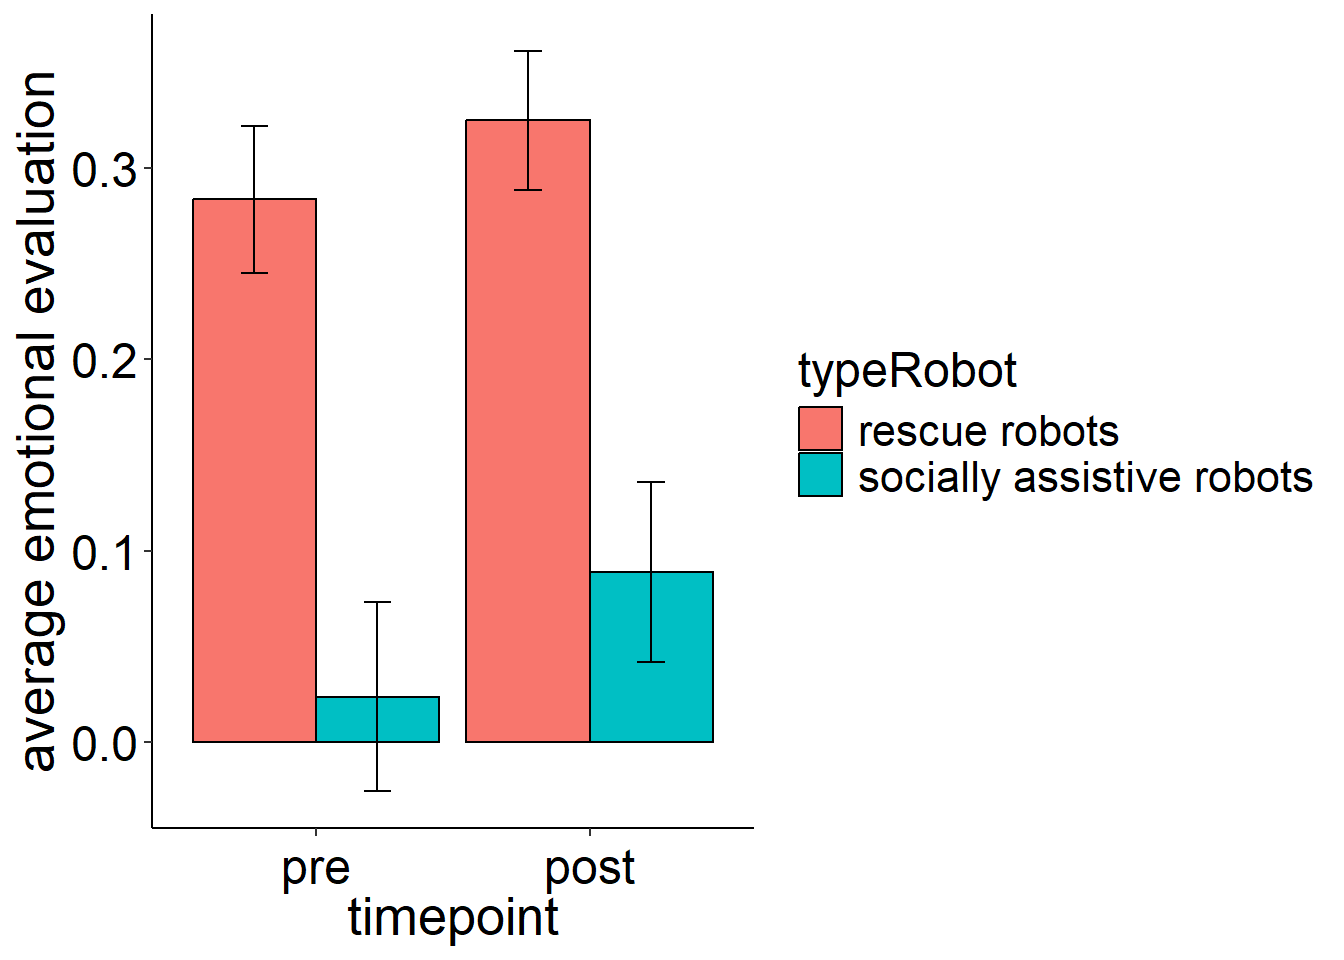 average emotional evaluation
0.3
0.2
0.1
0.0
pre
post
timepoint
typeRobot
rescue robots
socially assistive robots